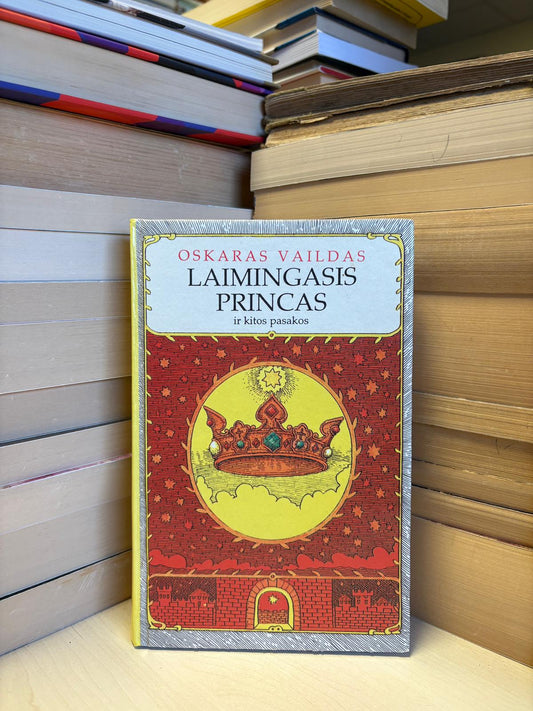 OSKARAS VAILDAS
LAIMINGASIS
PRINCAS
ir kitos pasakos